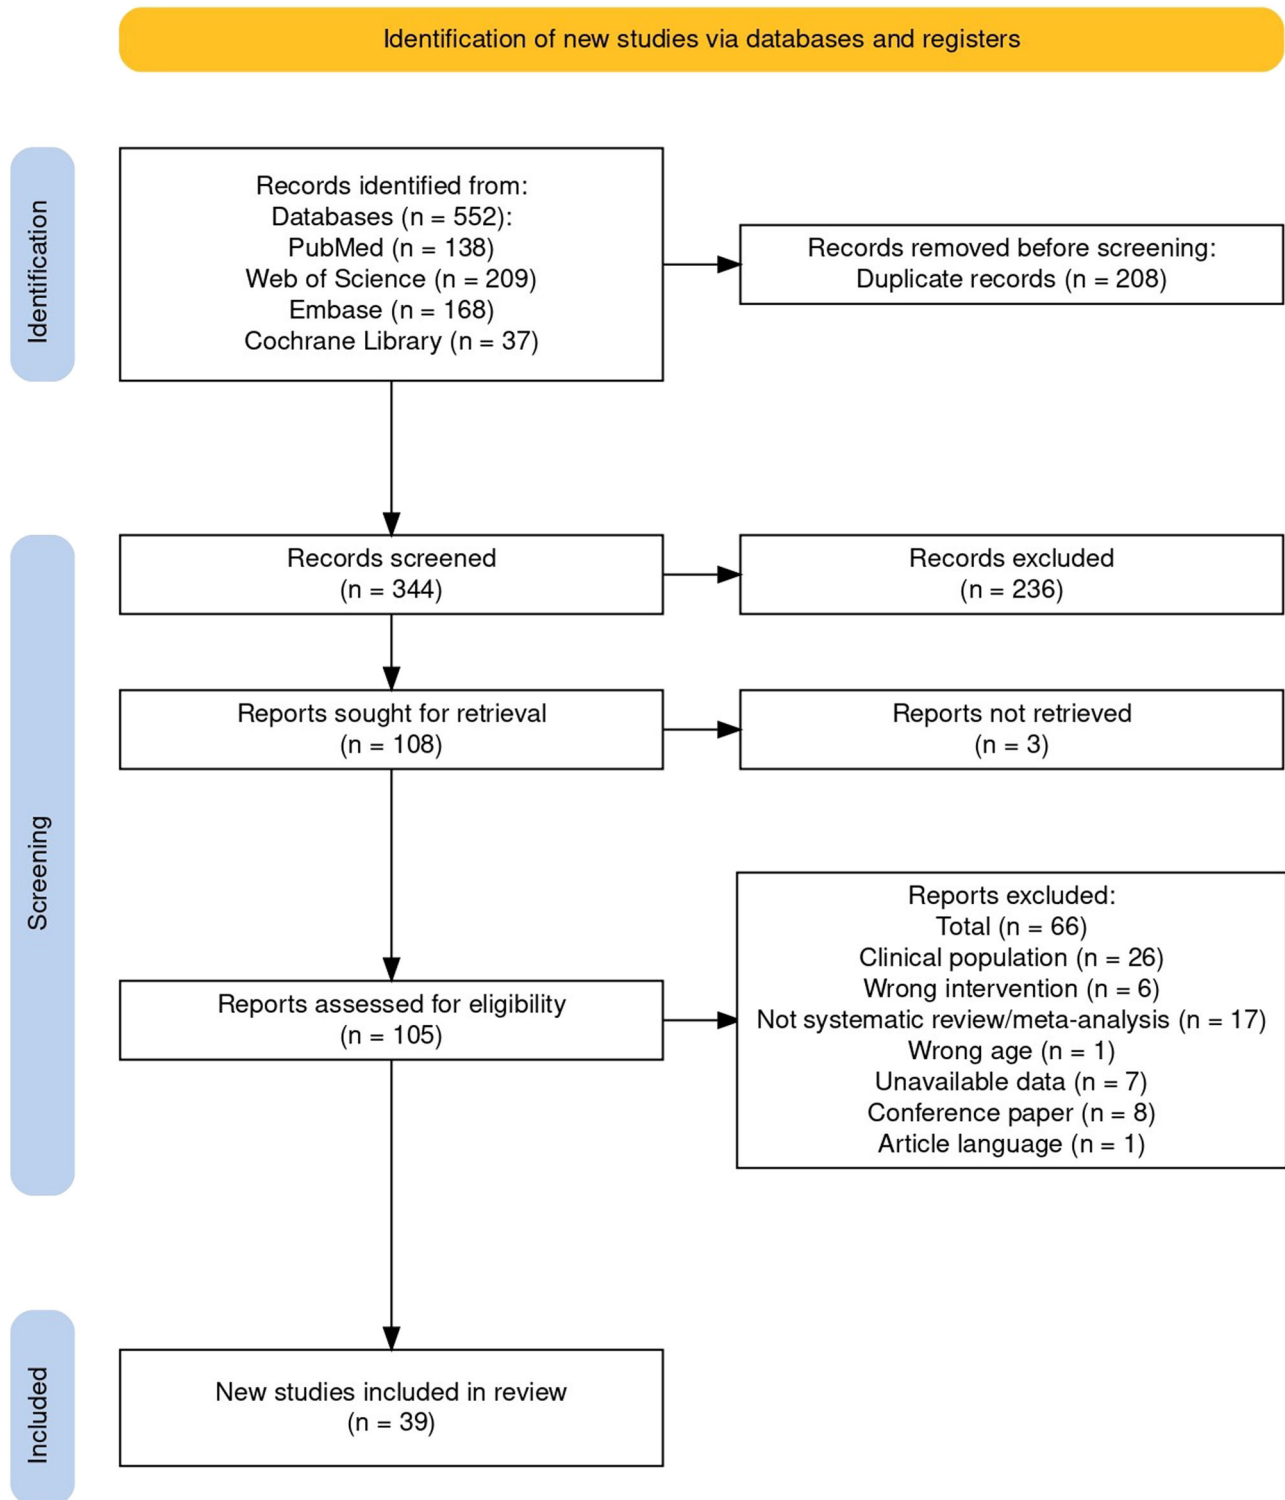 Identification of new studies via databases and registers
Identification
Records identified from:
Databases (n = 552):
PubMed (n = 138)
Web of Science (n = 209)
Embase (n = 168)
Cochrane Library (n = 37)
Records removed before screening:
Duplicate records (n = 208)
Screening
Records screened
(n = 344)
Records excluded
(n = 236)
Reports sought for retrieval
(n = 108)
Reports not retrieved
(n = 3)
Reports assessed for eligibility
(n = 105)
Reports excluded:
Total (n = 66)
Clinical population (n = 26)
Wrong intervention (n = 6)
Not systematic review/meta-analysis (n = 17)
Wrong age (n = 1)
Unavailable data (n = 7)
Conference paper (n = 8)
Article language (n = 1)
Included
New studies included in review
(n = 39)